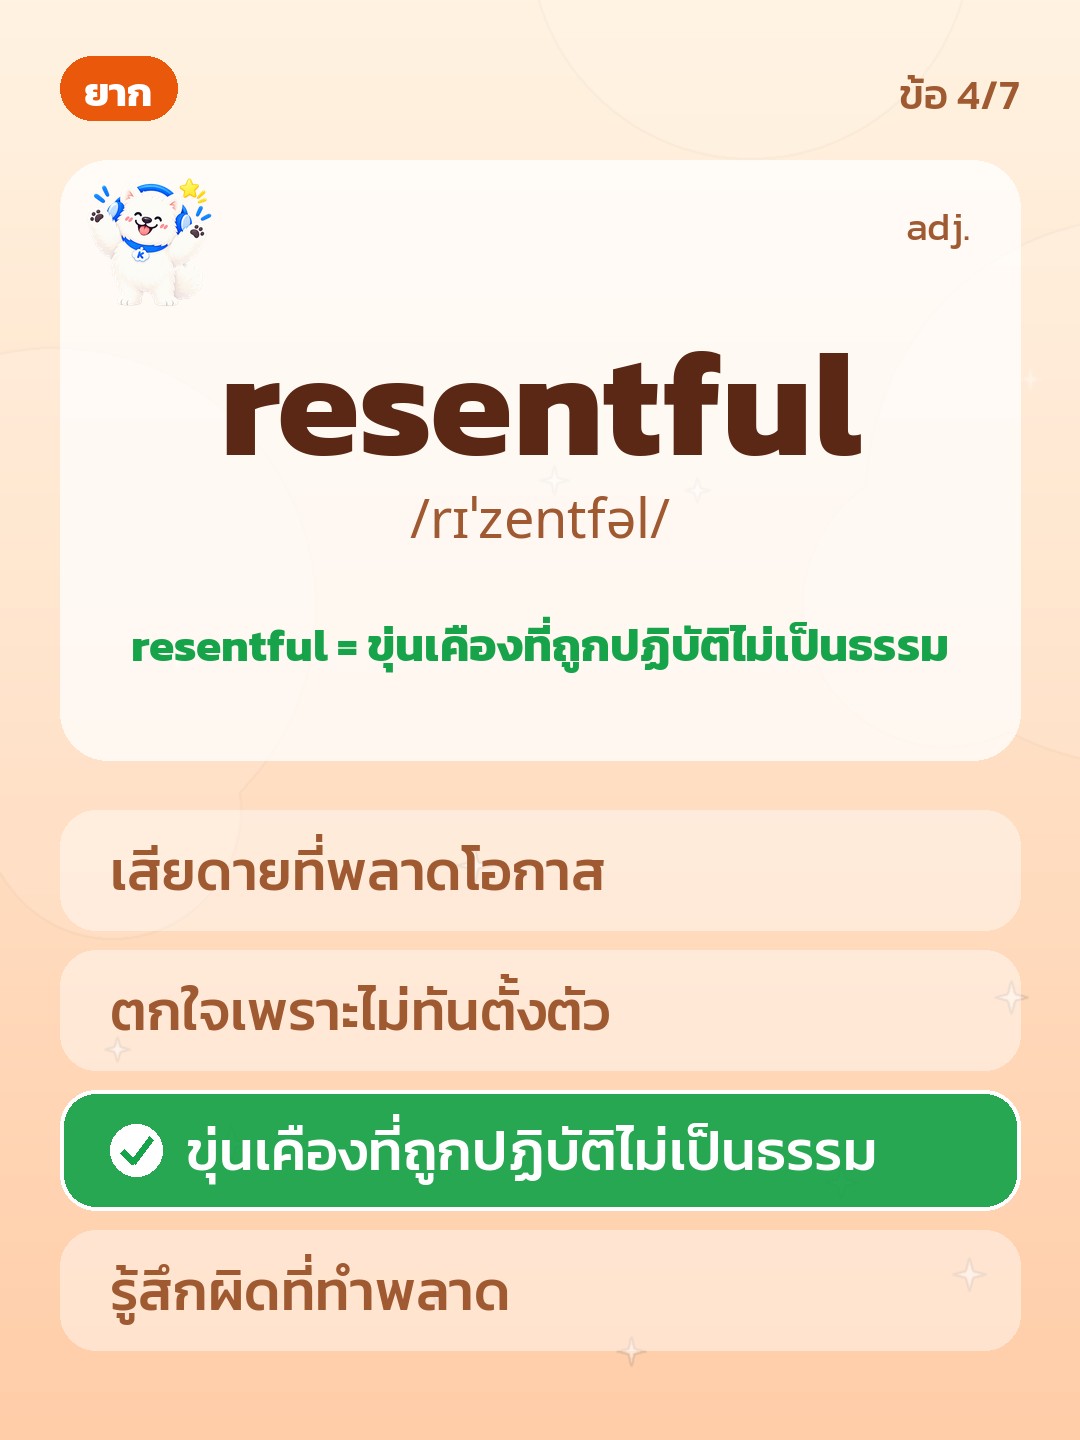 ยาก
ข้อ 4/7
adj.
resentful
/rɪˈzentfəl/
resentful = ขุ่นเคืองที่ถูกปฏิบัติไม่เป็นธรรม
เสียดายที่พลาดโอกาส
ตกใจเพราะไม่ทันตั้งตัว
ขุ่นเคืองที่ถูกปฏิบัติไม่เป็นธรรม
รู้สึกผิดที่ทำพลาด